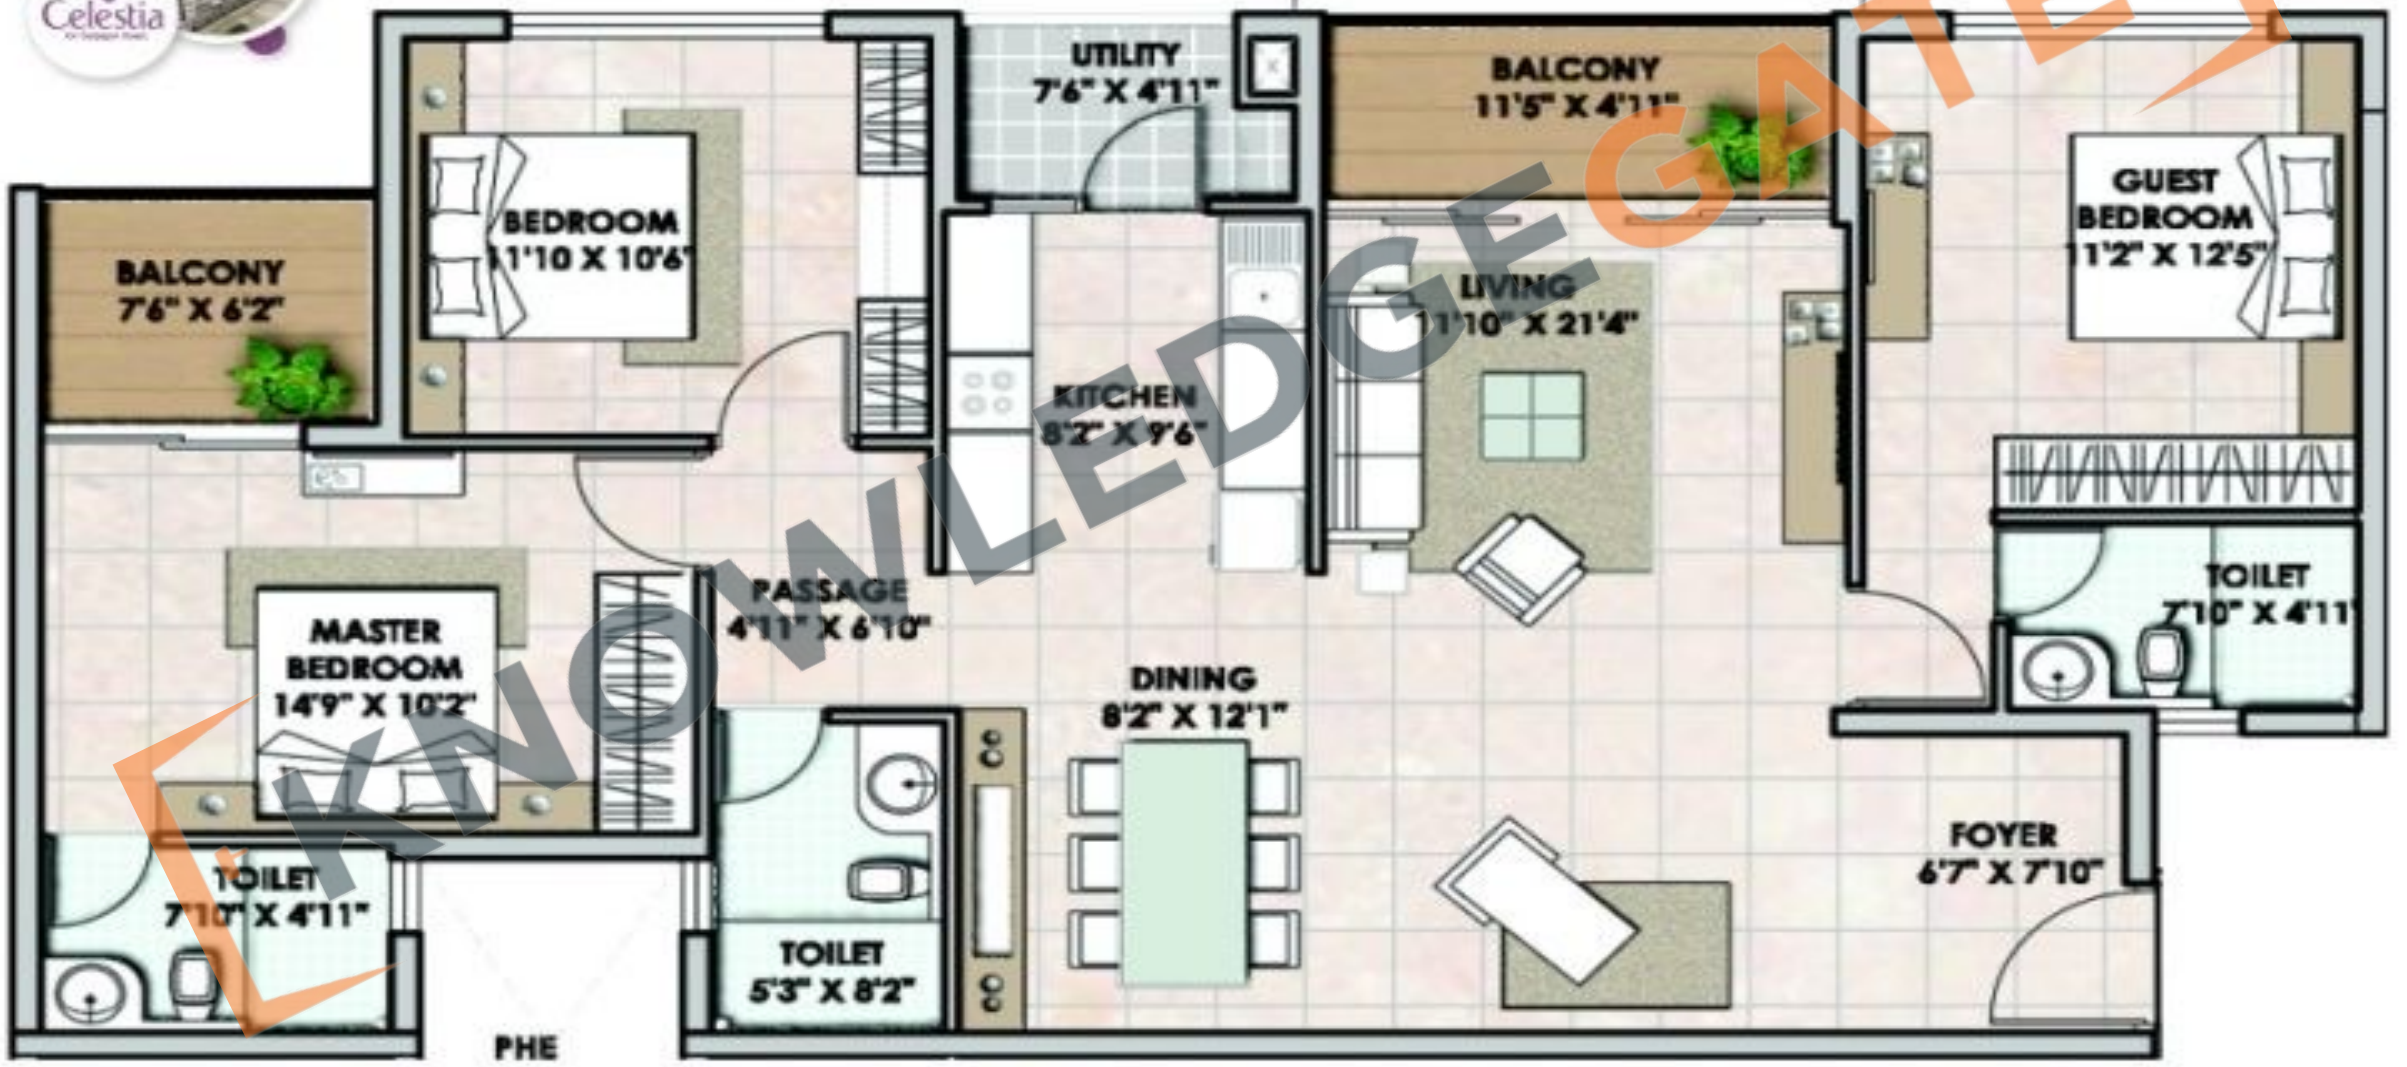 Celestia
UTILITY
7'6" X 4'11"
BALCONY
11'5" X 4'11"
GUEST
BEDROOM
11'2" X 12'5"
BEDROOM
11'10 X 10'6"
BALCONY
7'6" X 6'2"
LIVING
11'10" X 21'4"
KITCHEN
8'2" X 9'6"
TOILET
7'10" X 4'11"
PASSAGE
4'11" X 6'10"
MASTER
BEDROOM
14'9" X 10'2"
DINING
8'2" X 12'1"
FOYER
6'7" X 7'10"
TOILET
7'10" X 4'11"
TOILET
5'3" X 8'2"
PHE
KNOWLEDGEGATE